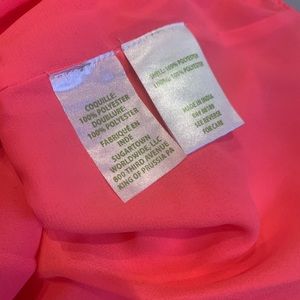 COQUILLE:
100% POLYESTER
DOUBLURE:
100% POLYESTER
FABRIQUÉ EN
INDE
SUGARTOWN
WORLDWIDE, LLC
800 THIRD AVENUE
KING OF PRUSSIA PA
SHELL: 100% POLYESTER
LINING: 100% POLYESTER
MADE IN INDIA
SEE REVERSE
FOR CARE